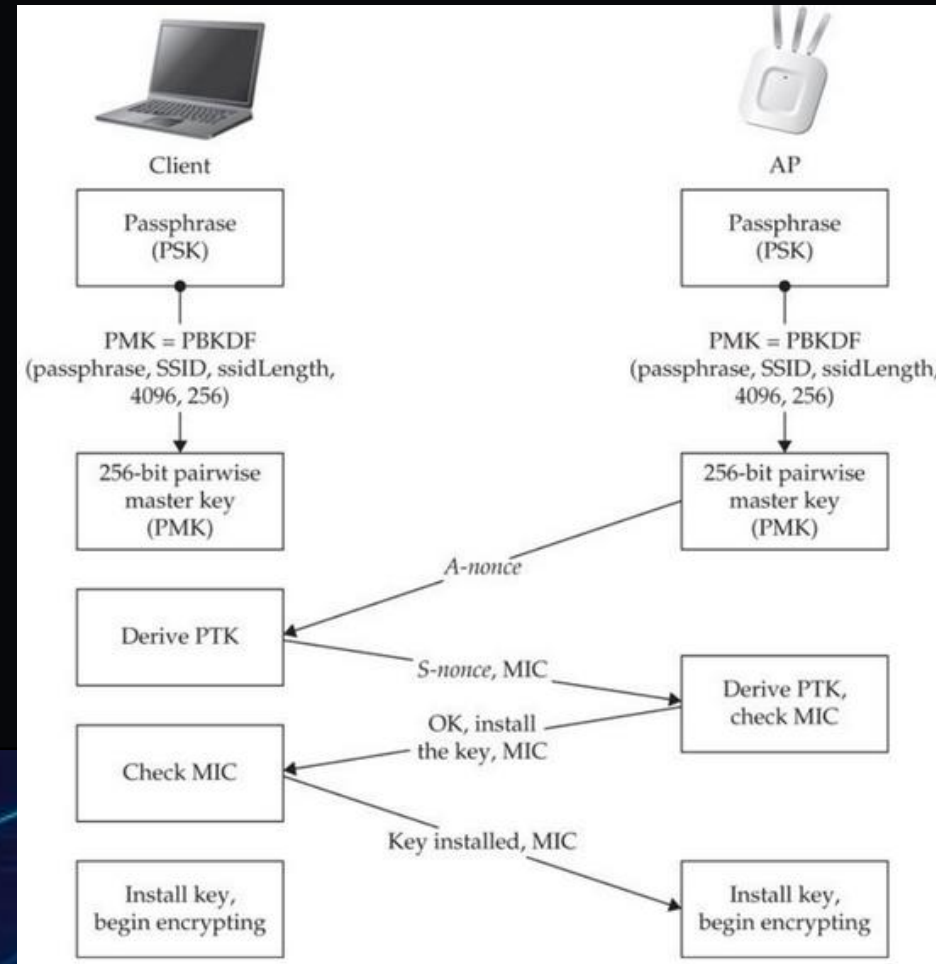 Client
AP
Passphrase
(PSK)
Passphrase
(PSK)
PMK = PBKDF
(passphrase, SSID, ssidLength,
4096, 256)
PMK = PBKDF
(passphrase, SSID, ssidLength,
4096, 256)
256-bit pairwise
master key
(PMK)
256-bit pairwise
master key
(PMK)
A-nonce
Derive PTK
S-nonce, MIC
Derive PTK,
check MIC
OK, install
the key, MIC
Check MIC
Key installed, MIC
Install key,
begin encrypting
Install key,
begin encrypting